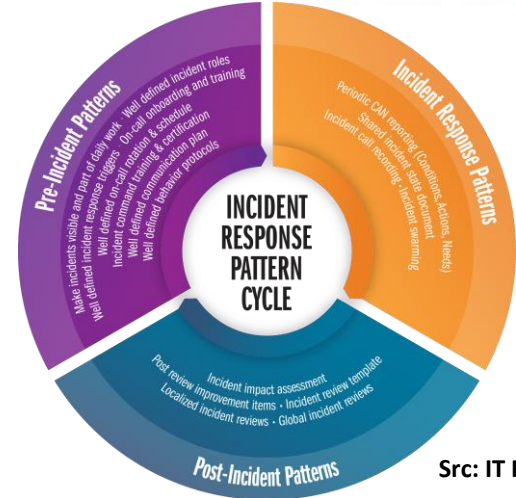 Pre-Incident Patterns
Make incidents visible and part of daily work · Well defined incident roles
Well defined incident response triggers · On-call onboarding and training
Well defined on-call rotation & schedule
Incident command training & certification
Well defined communication plan
Well defined behavior protocols
Incident Response Patterns
Periodic CAN reporting (Conditions, Actions, Needs)
Shared incident state document
Incident call recording · Incident swarming
INCIDENT
RESPONSE
PATTERN
CYCLE
Incident impact assessment
Post review improvement items · Incident review template
Localized incident reviews · Global incident reviews
Post-Incident Patterns
Src: IT